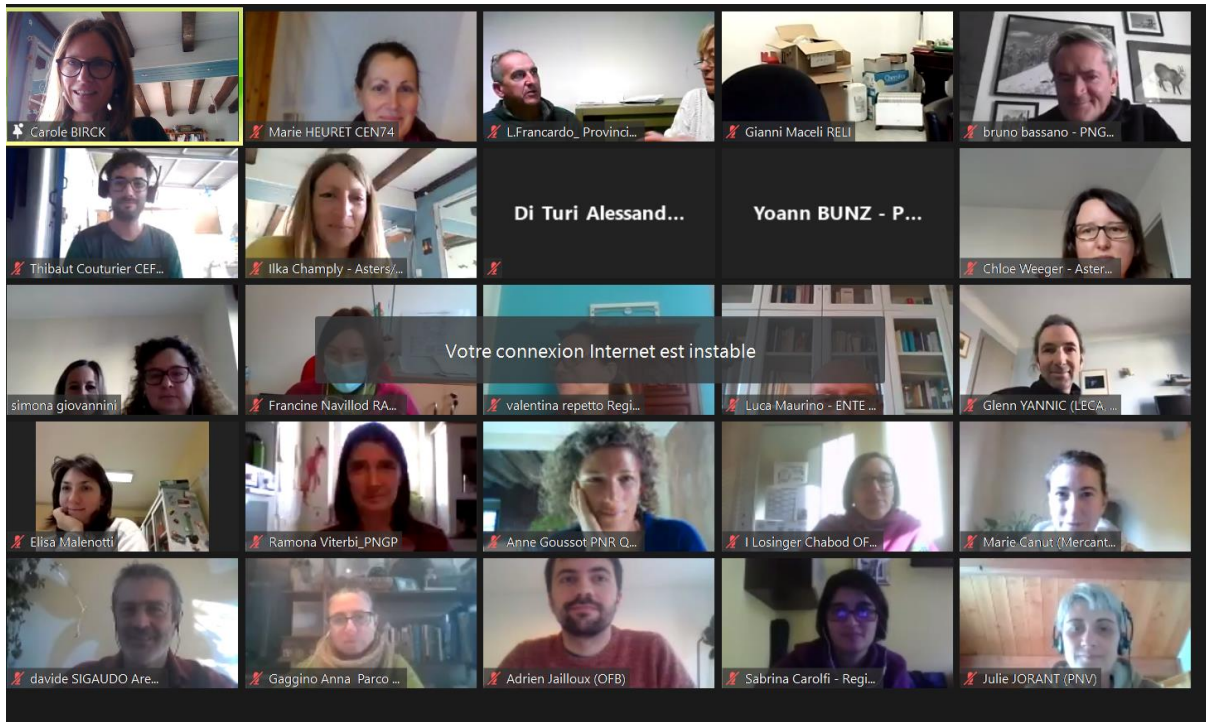 Carole BIRCK
Marie HEURET CEN74
L.Francardo_ Provinci...
Gianni Maceli RELI
bruno bassano - PNG...
Thibaut Couturier CEF...
Ilka Champly - Asters/...
Di Turi Alessand...
Yoann BUNZ - P...
Chloe Weeger - Aster...
Votre connexion Internet est instable
simona giovannini
Francine Navillod RA...
valentina repetto Regi...
Luca Maurino - ENTE ...
Glenn YANNIC (LECA, ...
Elisa Malenotti
Ramona Viterbi_PNGP
Anne Goussot PNR Q...
I Losinger Chabod OF...
Marie Canut (Mercant...
davide SIGAUDO Are...
Gaggino Anna Parco ...
Adrien Jailloux (OFB)
Sabrina Carolfi - Regi...
Julie JORANT (PNV)